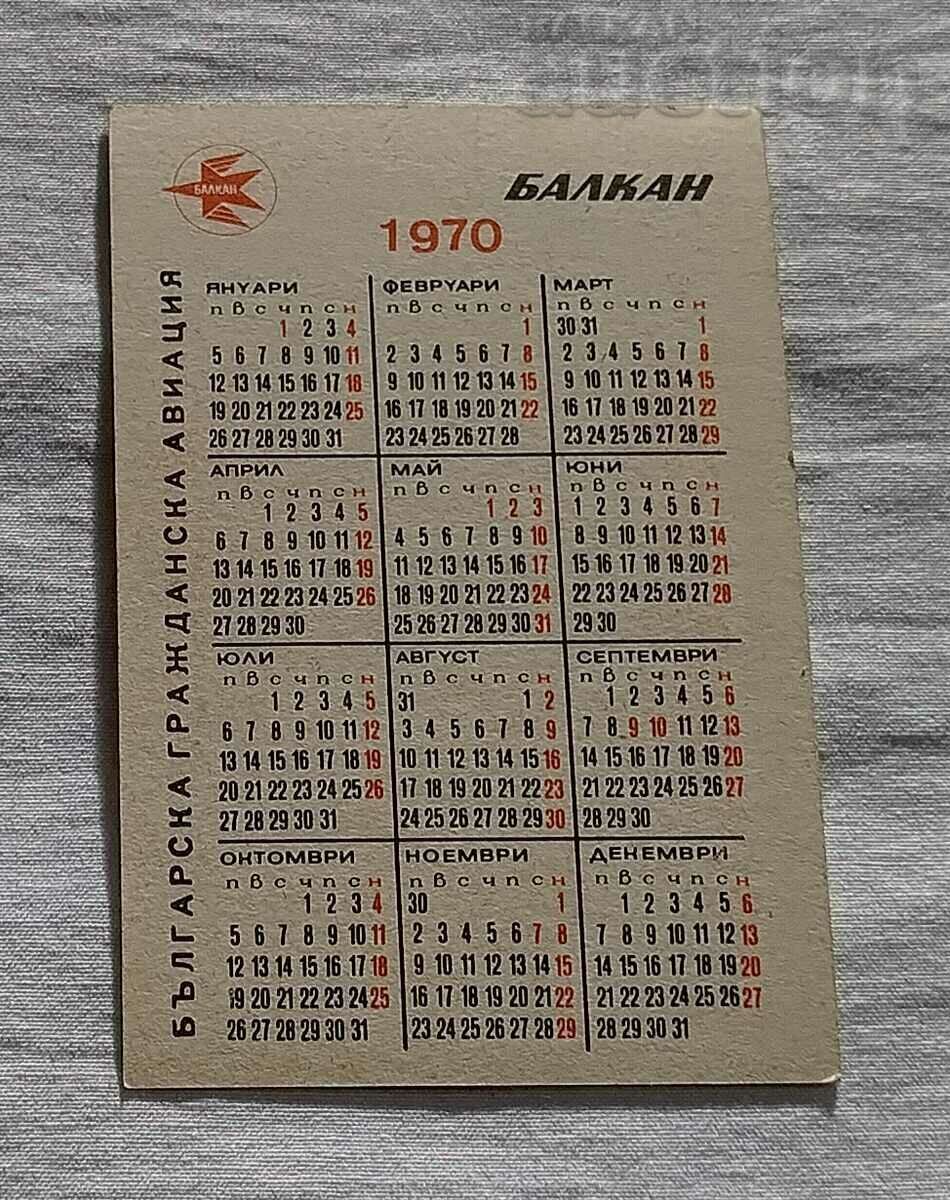 BALKAN
auction
БАЛКАН
БАЛКАН
1970
БЪЛГАРСКА ГРАЖДАНСКА АВИАЦИЯ
ЯНУАРИ
п в с ч п с н
1 2 3 4
5 6 7 8 9 10 11
12 13 14 15 16 17 18
19 20 21 22 23 24 25
26 27 28 29 30 31
ФЕВРУАРИ
п в с ч п с н
1
2 3 4 5 6 7 8
9 10 11 12 13 14 15
16 17 18 19 20 21 22
23 24 25 26 27 28
МАРТ
п в с ч п с н
30 31 1
2 3 4 5 6 7 8
9 10 11 12 13 14 15
16 17 18 19 20 21 22
23 24 25 26 27 28 29
АПРИЛ
п в с ч п с н
1 2 3 4 5
6 7 8 9 10 11 12
13 14 15 16 17 18 19
20 21 22 23 24 25 26
27 28 29 30
МАЙ
п в с ч п с н
1 2 3
4 5 6 7 8 9 10
11 12 13 14 15 16 17
18 19 20 21 22 23 24
25 26 27 28 29 30 31
ЮНИ
п в с ч п с н
1 2 3 4 5 6 7
8 9 10 11 12 13 14
15 16 17 18 19 20 21
22 23 24 25 26 27 28
29 30
ЮЛИ
п в с ч п с н
1 2 3 4 5
6 7 8 9 10 11 12
13 14 15 16 17 18 19
20 21 22 23 24 25 26
27 28 29 30 31
АВГУСТ
п в с ч п с н
31 1 2
3 4 5 6 7 8 9
10 11 12 13 14 15 16
17 18 19 20 21 22 23
24 25 26 27 28 29 30
СЕПТЕМВРИ
п в с ч п с н
1 2 3 4 5 6
7 8 9 10 11 12 13
14 15 16 17 18 19 20
21 22 23 24 25 26 27
28 29 30
ОКТОМВРИ
п в с ч п с н
1 2 3 4
5 6 7 8 9 10 11
12 13 14 15 16 17 18
19 20 21 22 23 24 25
26 27 28 29 30 31
НОЕМВРИ
п в с ч п с н
30 1
2 3 4 5 6 7 8
9 10 11 12 13 14 15
16 17 18 19 20 21 22
23 24 25 26 27 28 29
ДЕКЕМВРИ
п в с ч п с н
1 2 3 4 5 6
7 8 9 10 11 12 13
14 15 16 17 18 19 20
21 22 23 24 25 26 27
28 29 30 31